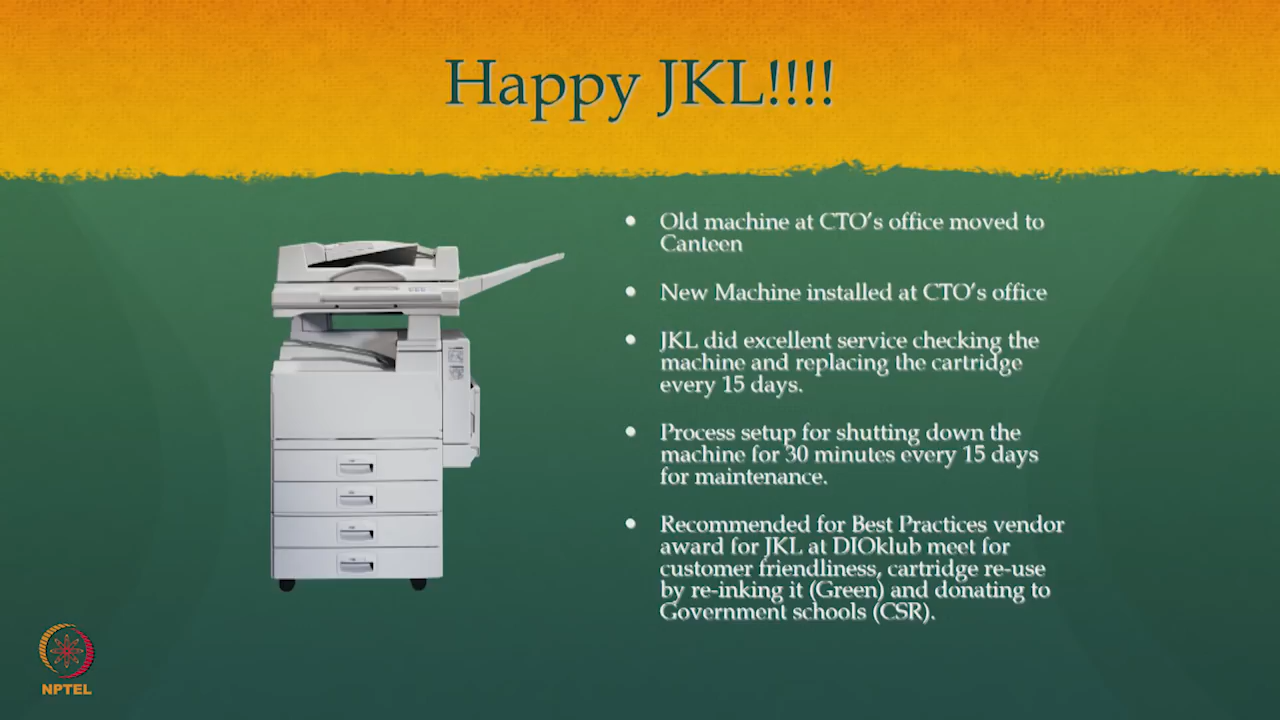 Happy JKL!!!!
Old machine at CTO's office moved to
Canteen
New Machine installed at CTO's office
JKL did excellent service checking the
machine and replacing the cartridge
every 15 days.
Process setup for shutting down the
machine for 30 minutes every 15 days
for maintenance.
Recommended for Best Practices vendor
award for JKL at DIOklub meet for
customer friendliness, cartridge re-use
by re-inking it (Green) and donating to
Government schools (CSR).
NPTEL